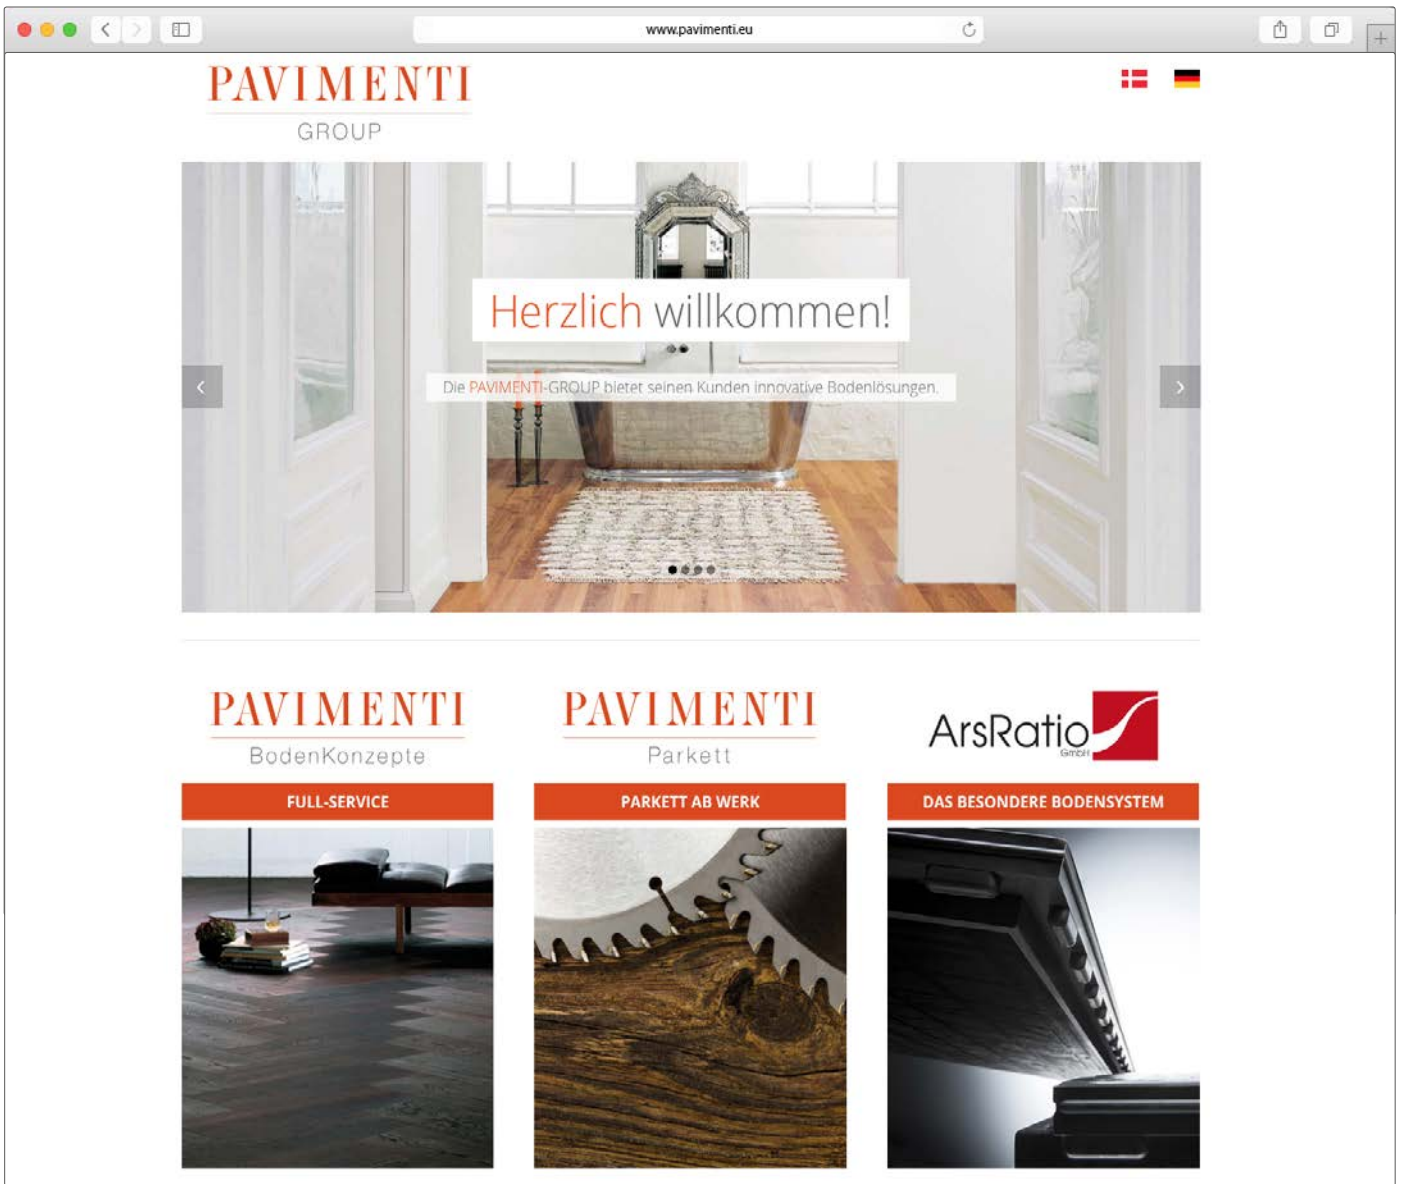 www.pavimenti.eu
PAVIMENTI
GROUP
Herzlich willkommen!
Die PAVIMENTI-GROUP bietet seinen Kunden innovative Bodenlösungen.
PAVIMENTI
BodenKonzepte
PAVIMENTI
Parkett
ArsRatio
GmbH
FULL-SERVICE
PARKETT AB WERK
DAS BESONDERE BODENSYSTEM